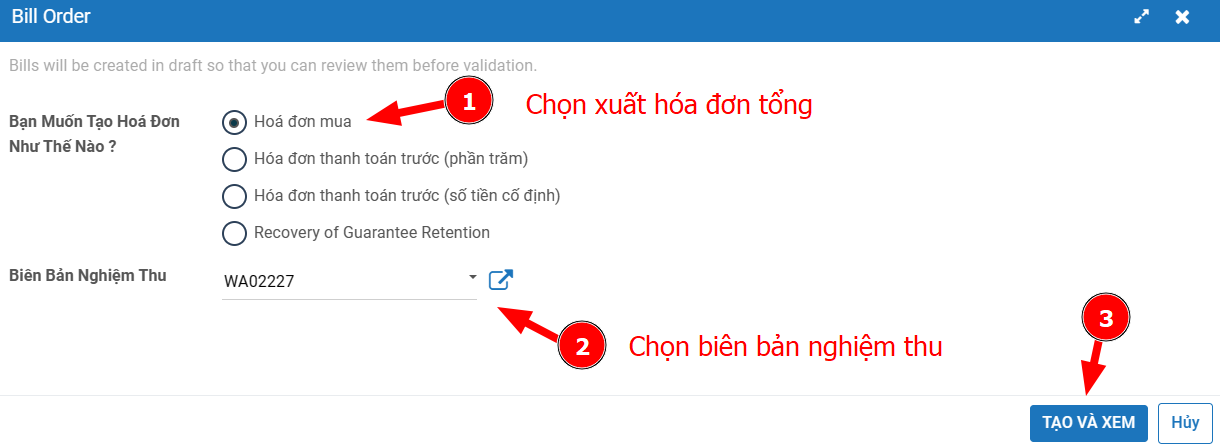 Bill Order
Bills will be created in draft so that you can review them before validation.
1 Chọn xuất hóa đơn tổng
Bạn Muốn Tạo Hoá Đơn
Như Thế Nào ?
Hoá đơn mua
Hóa đơn thanh toán trước (phần trăm)
Hóa đơn thanh toán trước (số tiền cố định)
Recovery of Guarantee Retention
Biên Bản Nghiệm Thu
WA02227
2 Chọn biên bản nghiệm thu
3
TẠO VÀ XEM
Hủy